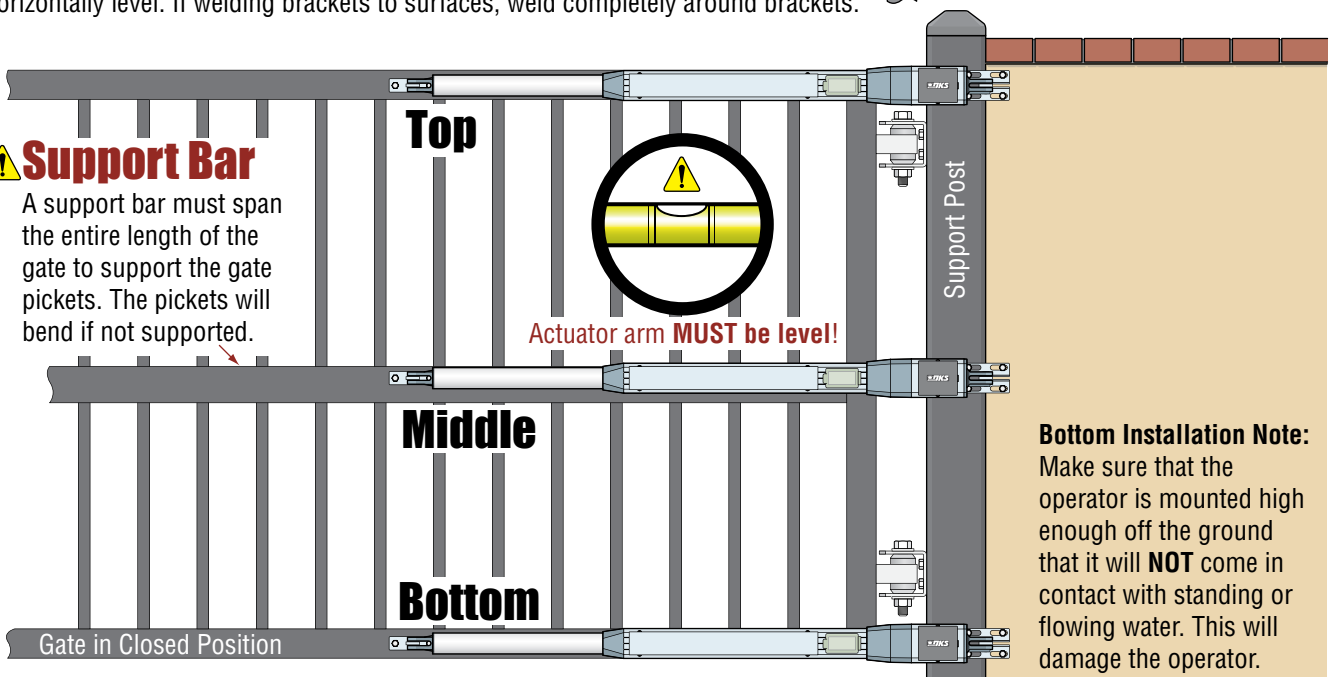 orizontally level. If welding brackets to surfaces, weld completely around brackets.
Top
Support Bar
A support bar must span
the entire length of the
gate to support the gate
pickets. The pickets will
bend if not supported.
Actuator arm MUST be level!
Support Post
Middle
Bottom Installation Note:
Make sure that the
operator is mounted high
enough off the ground
that it will NOT come in
contact with standing or
flowing water. This will
damage the operator.
Bottom
Gate in Closed Position
DKS
DKS
DKS